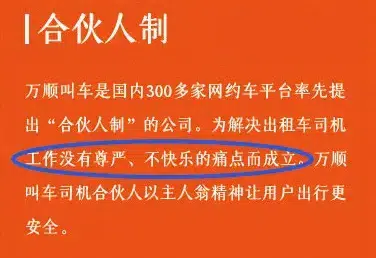 合伙人制
万顺叫车是国内300多家网约车平台率先提
出“合伙人制”的公司。为解决出租车司机
工作没有尊严、不快乐的痛点而成立。万顺
叫车司机合伙人以主人翁精神让用户出行更
安全。